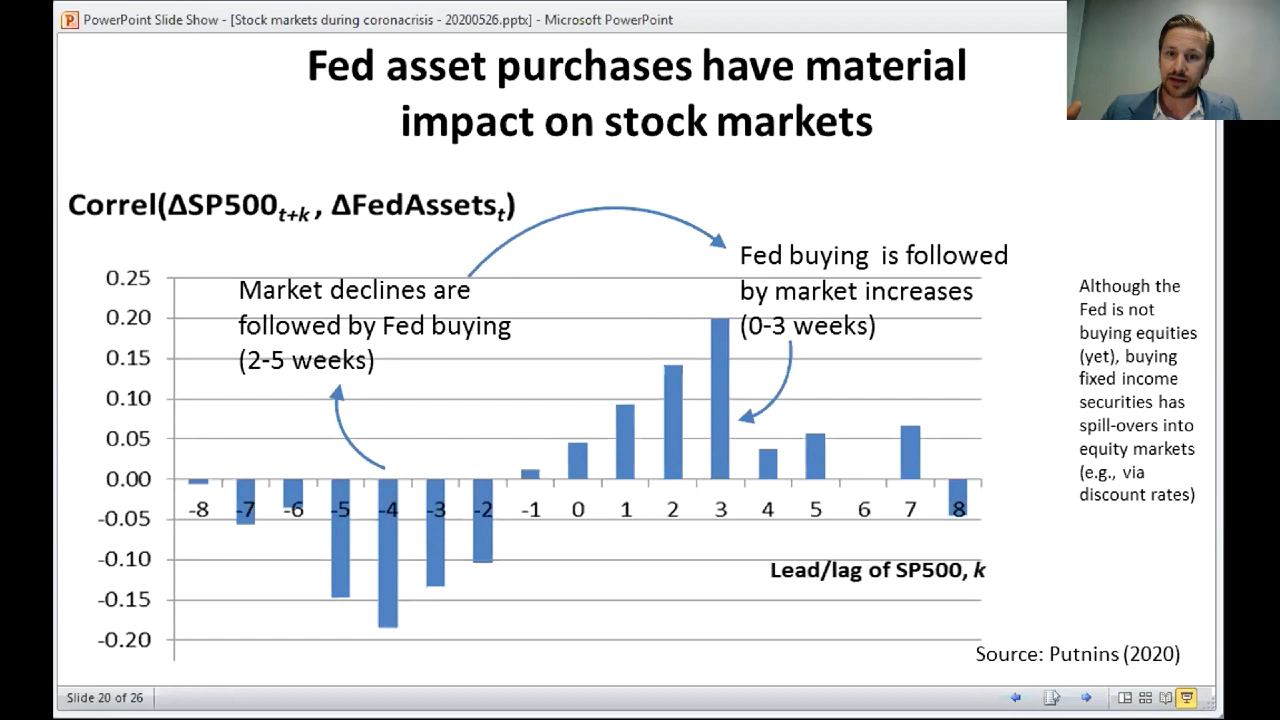 PowerPoint Slide Show - [Stock markets during coronacrisis - 20200526.pptx] - Microsoft PowerPoint
Fed asset purchases have material
impact on stock markets
Correl(ΔSP500t+k , ΔFedAssetst)
Fed buying is followed
by market increases
(0-3 weeks)
Market declines are
followed by Fed buying
(2-5 weeks)
Although the
Fed is not
buying equities
(yet), buying
fixed income
securities has
spill-overs into
equity markets
(e.g., via
discount rates)
0.25
0.20
0.15
0.10
0.05
0.00
-0.05
-0.10
-0.15
-0.20
-8 -7 -6 -5 -4 -3 -2 -1 0 1 2 3 4 5 6 7 8
Lead/lag of SP500, k
Source: Putnins (2020)
Slide 20 of 26